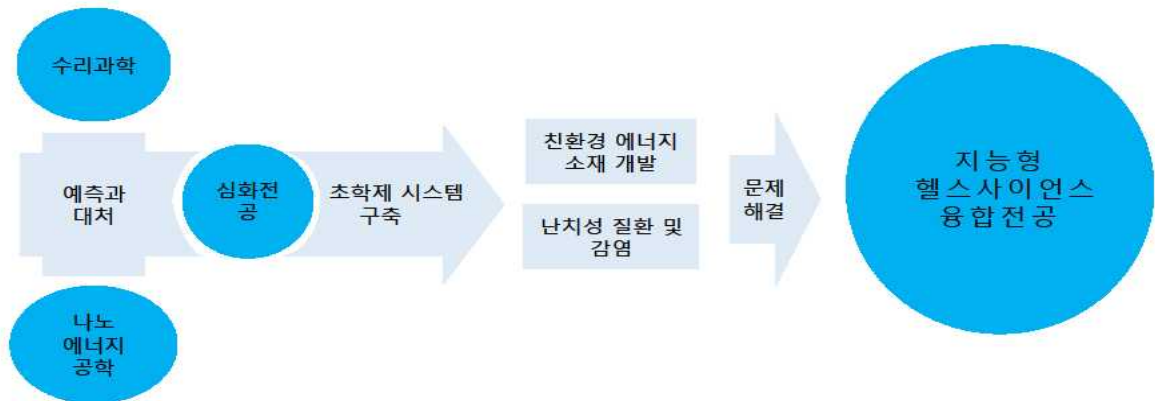 수리과학
예측과
대처
나노
에너지
공학
심화전
공
초학제 시스템
구축
친환경 에너지
소재 개발
난치성 질환 및
감염
문제
해결
지능형
헬스사이언스
융합전공